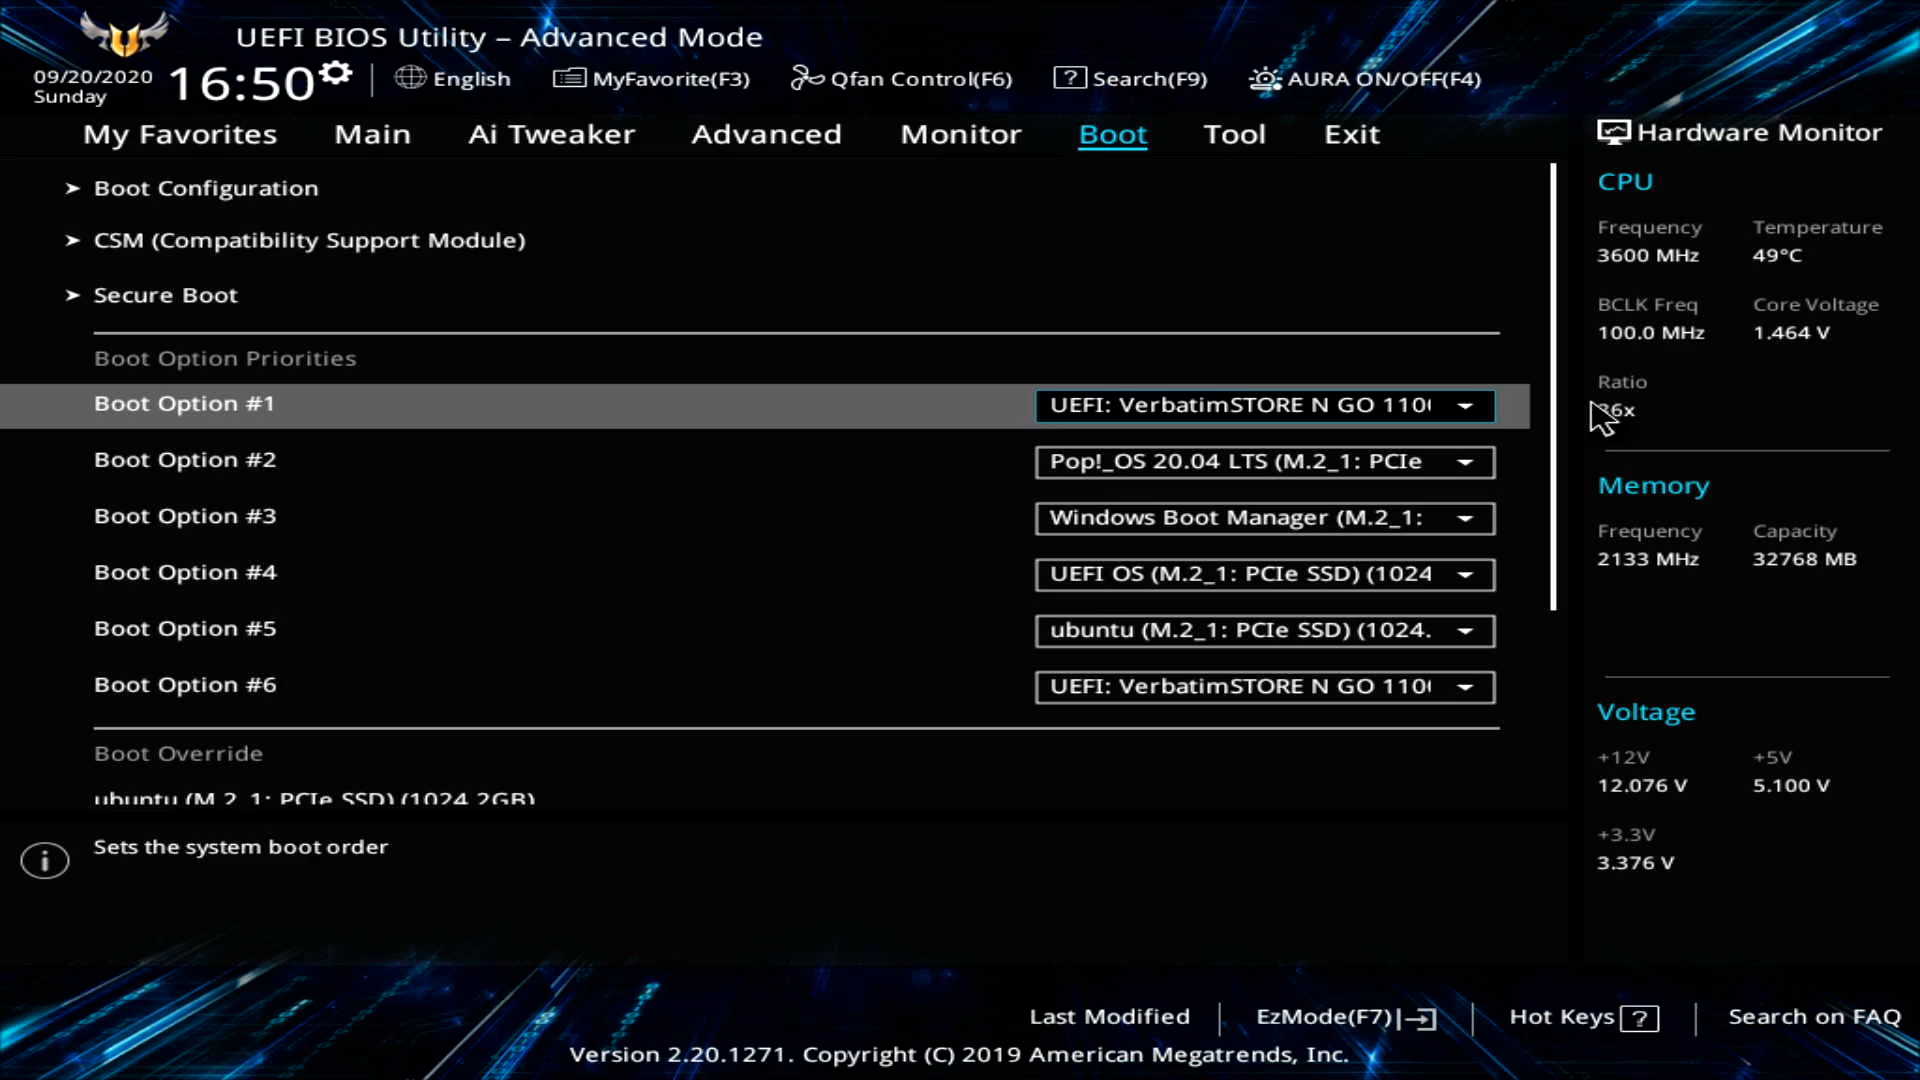 UEFI BIOS Utility – Advanced Mode
09/20/2020
Sunday
16:50
English
MyFavorite(F3)
Qfan Control(F6)
? Search(F9)
AURA ON/OFF(F4)
My Favorites
Main
Ai Tweaker
Advanced
Monitor
Boot
Tool
Exit
Boot Configuration
CSM (Compatibility Support Module)
Secure Boot
Boot Option Priorities
Boot Option #1
UEFI: VerbatimSTORE N GO 110
Boot Option #2
Pop!_OS 20.04 LTS (M.2_1: PCIe
Boot Option #3
Windows Boot Manager (M.2_1:
Boot Option #4
UEFI OS (M.2_1: PCIe SSD) (1024
Boot Option #5
ubuntu (M.2_1: PCIe SSD) (1024.
Boot Option #6
UEFI: VerbatimSTORE N GO 110
Boot Override
ubuntu (M.2_1: PCIe SSD) (1024.2GB)
i
Sets the system boot order
Hardware Monitor
CPU
Frequency Temperature
3600 MHz 49°C
BCLK Freq Core Voltage
100.0 MHz 1.464 V
Ratio
36x
Memory
Frequency Capacity
2133 MHz 32768 MB
Voltage
+12V +5V
12.076 V 5.100 V
+3.3V
3.376 V
Last Modified
EzMode(F7)
Hot Keys ?
Search on FAQ
Version 2.20.1271. Copyright (C) 2019 American Megatrends, Inc.